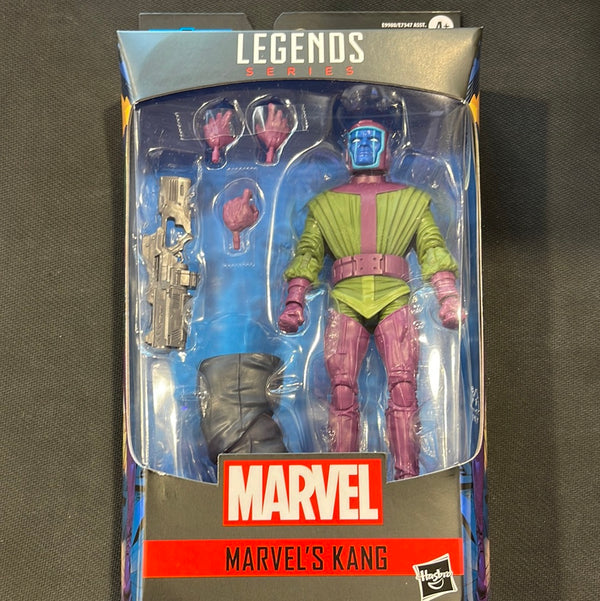 E9980/E7347 ASST.
4+
LEGENDS
SERIES
MARVEL
MARVEL'S KANG
Hasbro